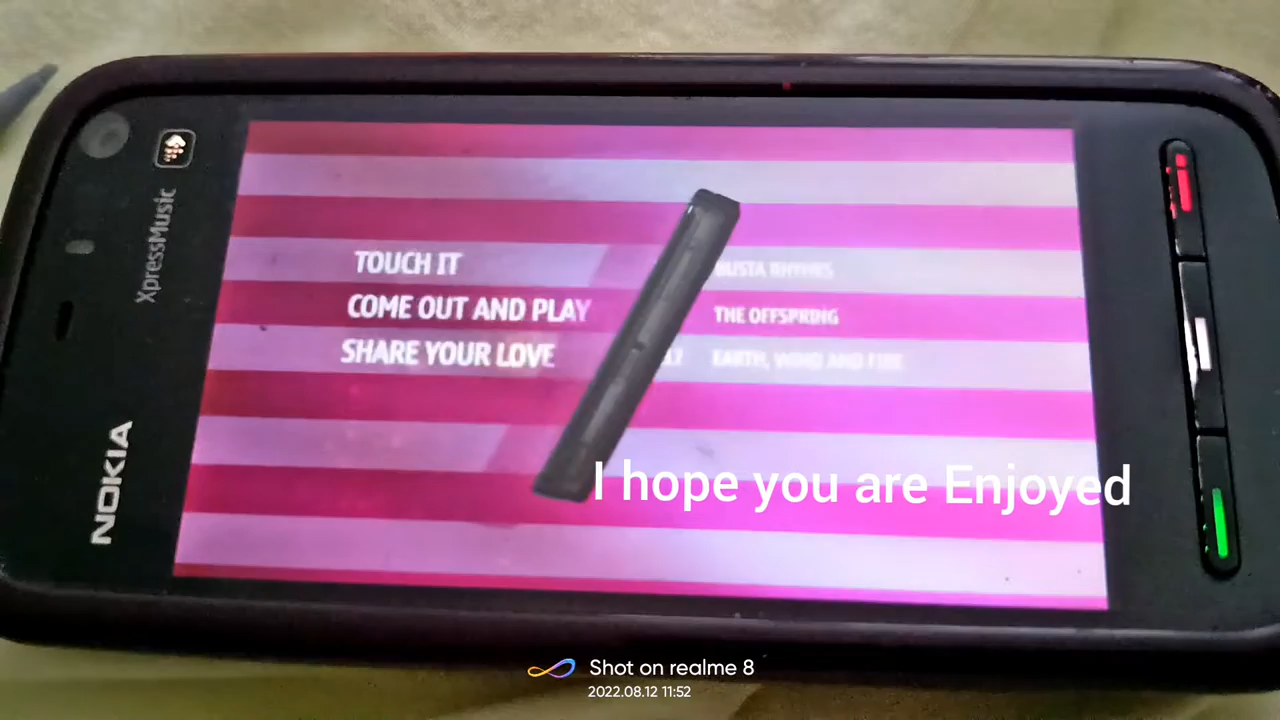 XpressMusic
NOKIA
TOUCH IT
BUSTA RHYMES
COME OUT AND PLAY
THE OFFSPRING
SHARE YOUR LOVE
EARTH, WIND AND FIRE
I hope you are Enjoyed
Shot on realme 8
2022.08.12 11:52